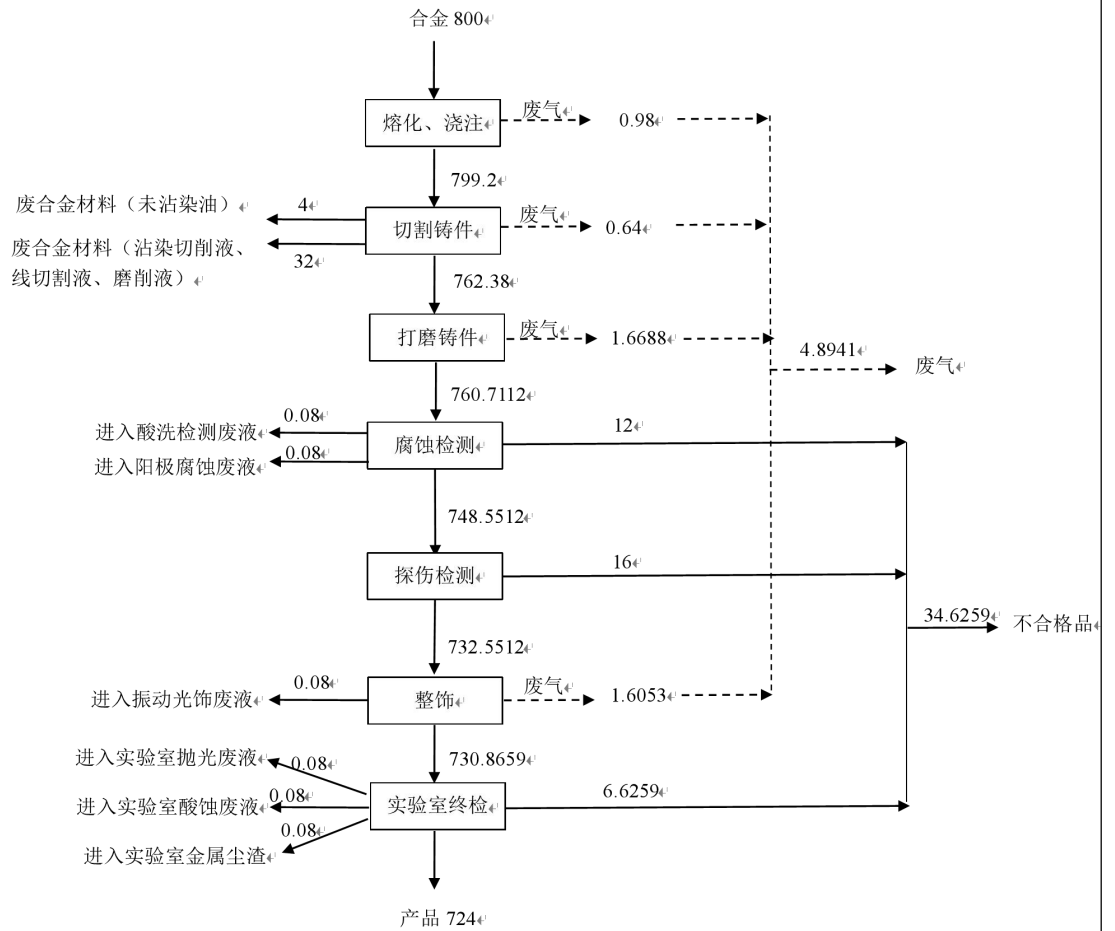 合金 800
废气
熔化、浇注
0.98
799.2
废合金材料（未沾染油）
4
废气
切割铸件
0.64
废合金材料（沾染切削液、
线切割液、磨削液）
32
762.38
废气
打磨铸件
1.6688
4.8941
废气
760.7112
0.08
进入酸洗检测废液
12
腐蚀检测
0.08
进入阳极腐蚀废液
748.5512
16
探伤检测
34.6259
不合格品
732.5512
0.08
废气
进入振动光饰废液
整饰
1.6053
进入实验室抛光废液
0.08
730.8659
进入实验室酸蚀废液
0.08
实验室终检
6.6259
0.08
进入实验室金属尘渣
产品 724